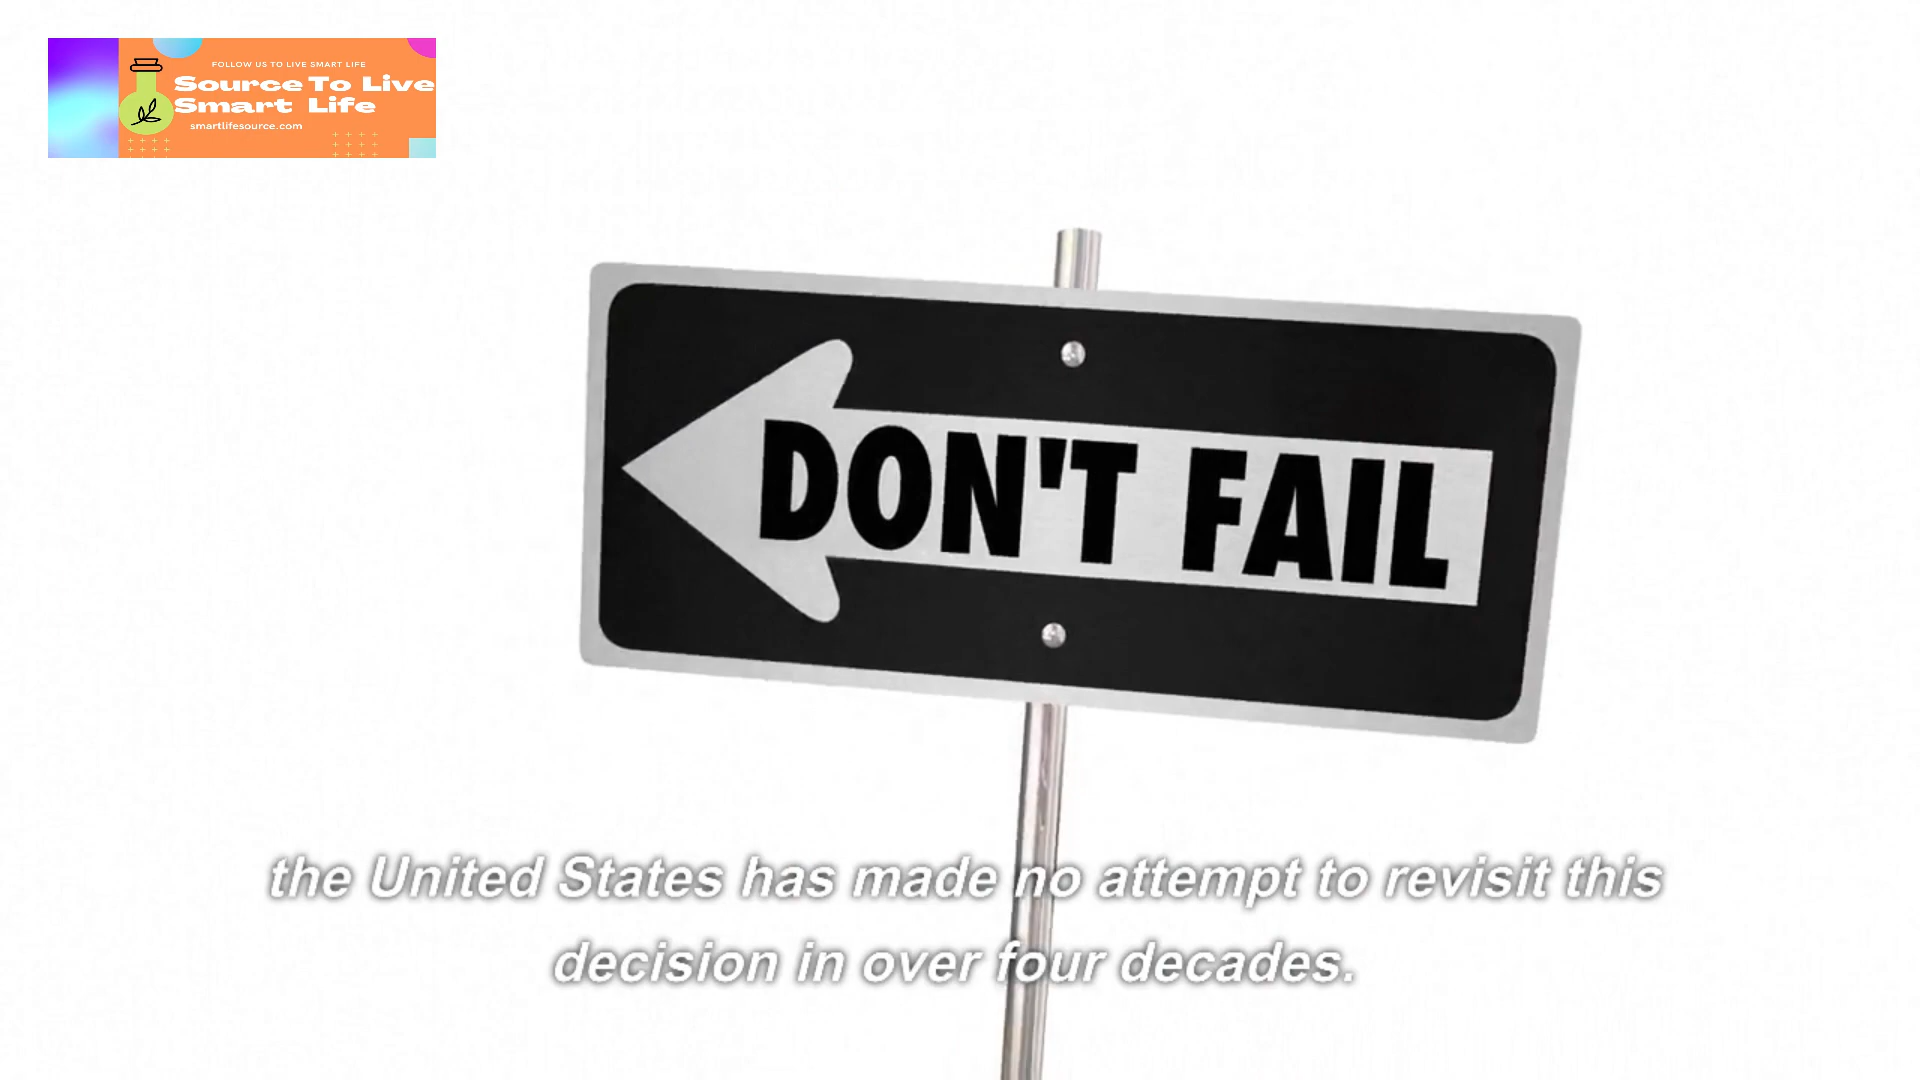 FOLLOW US TO LIVE SMART LIFE
Source To Live
Smart Life
smartlifesource.com
DON'T FAIL
the United States has made no attempt to revisit this
decision in over four decades.